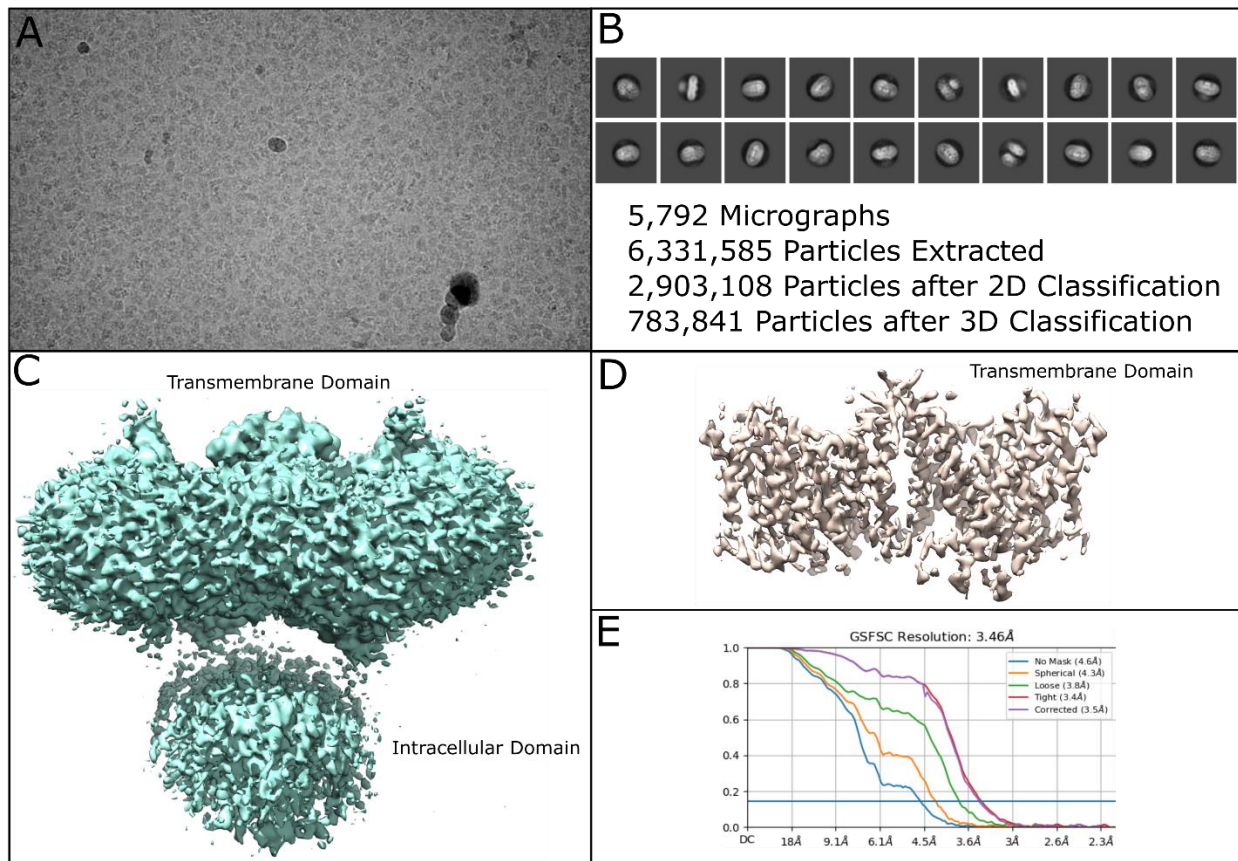 A
B
5,792 Micrographs
6,331,585 Particles Extracted
2,903,108 Particles after 2D Classification
783,841 Particles after 3D Classification
C
Transmembrane Domain
Intracellular Domain
D
Transmembrane Domain
E
GSFSC Resolution: 3.46Å
No Mask (4.6Å)
Spherical (4.3Å)
Loose (3.8Å)
Tight (3.4Å)
Corrected (3.5Å)
1.0
0.8
0.6
0.4
0.2
0.0
DC 18Å 9.1Å 6.1Å 4.5Å 3.6Å 3Å 2.6Å 2.3Å